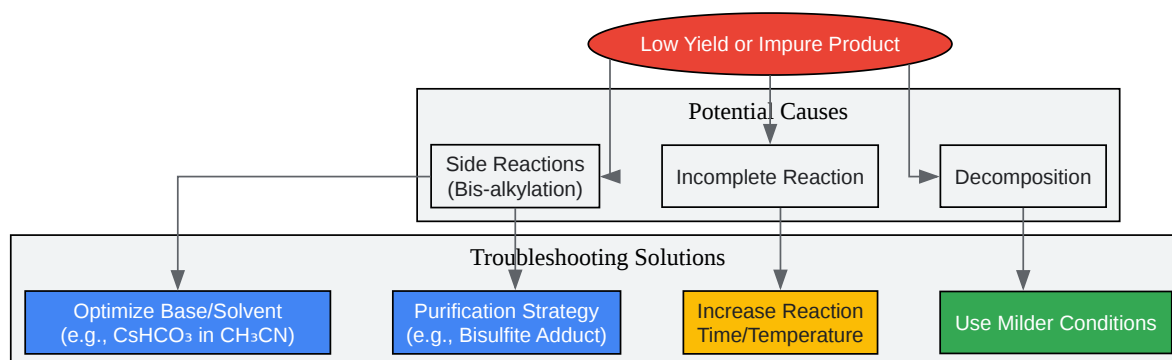 Low Yield or Impure Product
Potential Causes
Side Reactions
(Bis-alkylation)
Incomplete Reaction
Decomposition
Troubleshooting Solutions
Optimize Base/Solvent
(e.g., CsHCO₃ in CH₃CN)
Purification Strategy
(e.g., Bisulfite Adduct)
Increase Reaction
Time/Temperature
Use Milder Conditions